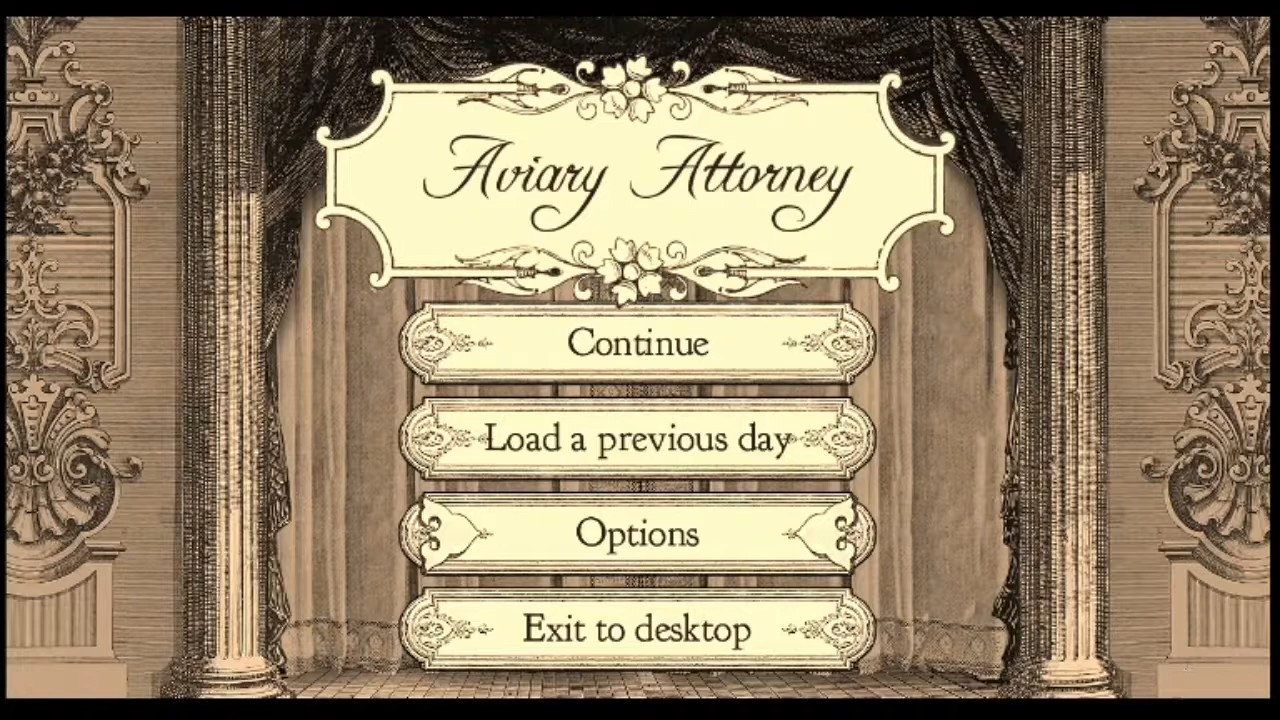 Aviary Attorney
Continue
Load a previous day
Options
Exit to desktop